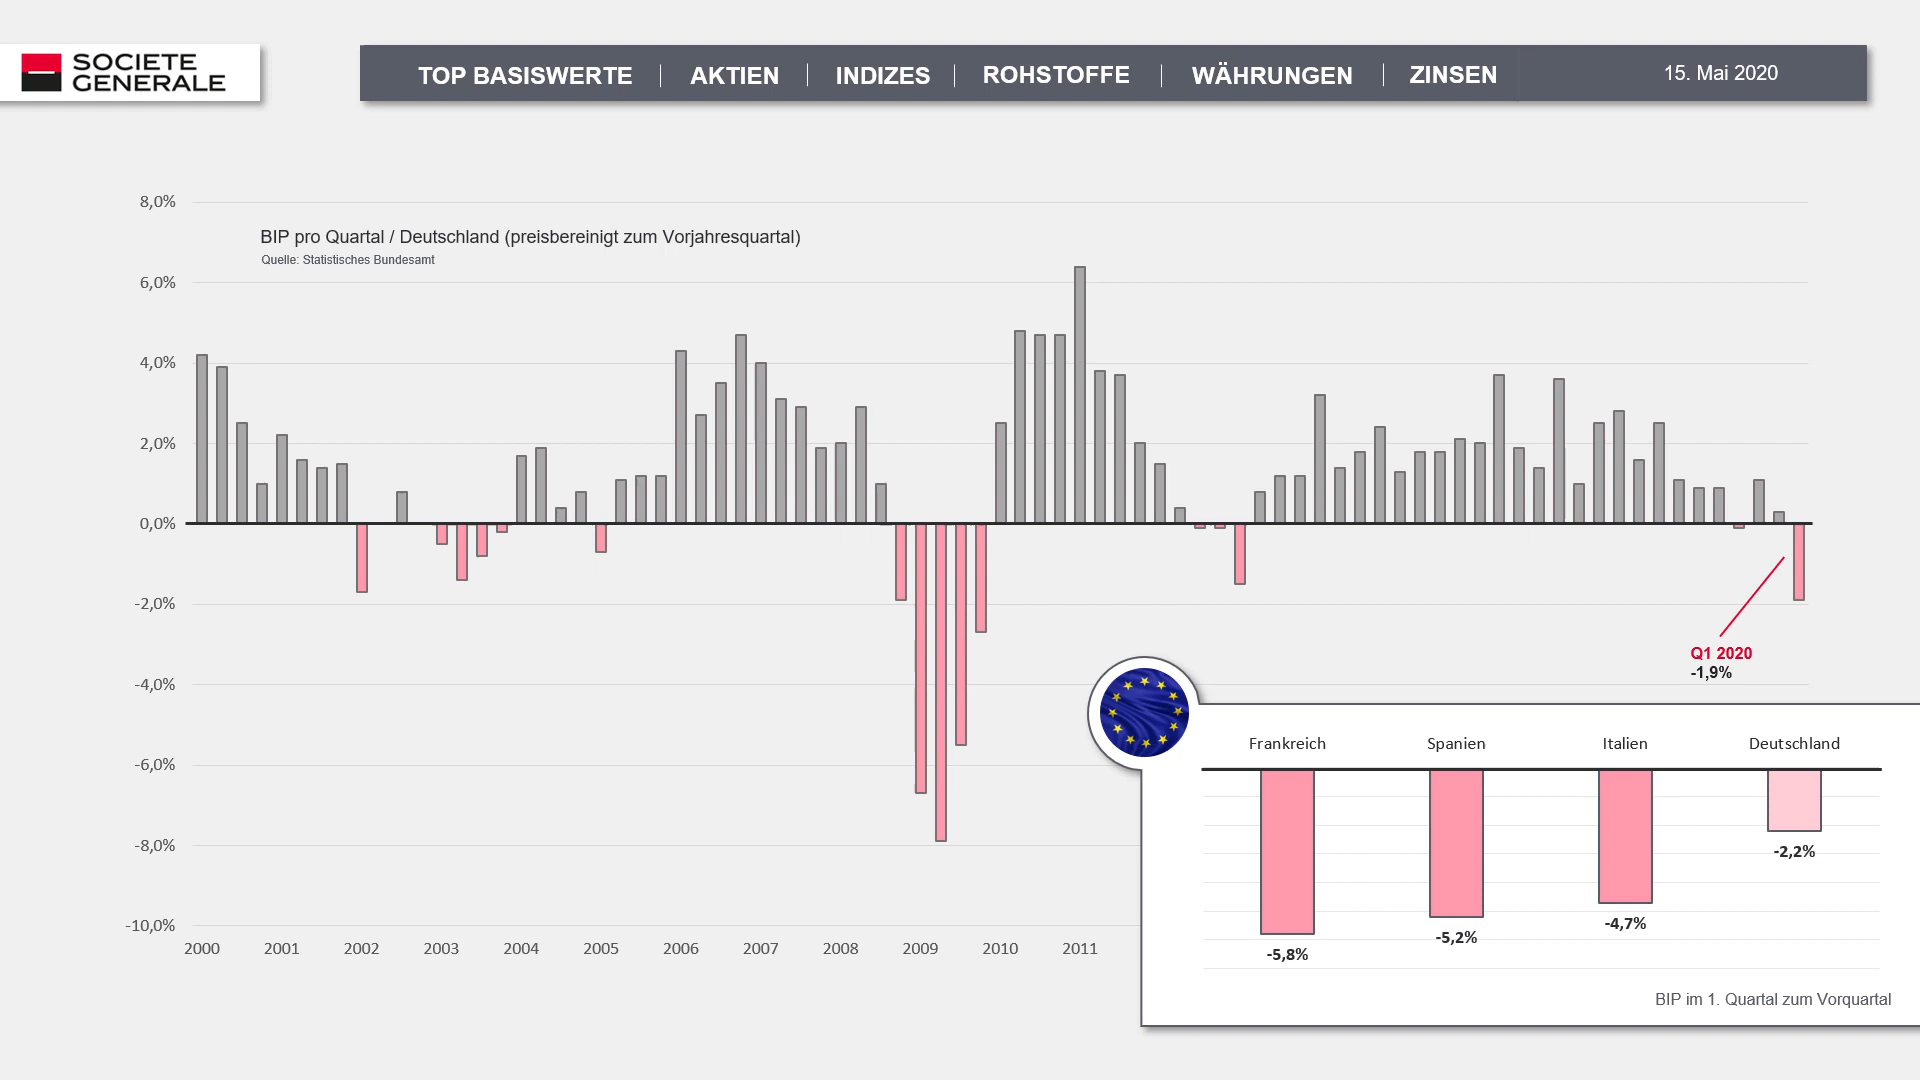 SOCIETE
GENERALE
TOP BASISWERTE | AKTIEN | INDIZES | ROHSTOFFE | WÄHRUNGEN | ZINSEN 15. Mai 2020
8,0%
BIP pro Quartal / Deutschland (preisbereinigt zum Vorjahresquartal)
Quelle: Statistisches Bundesamt
6,0%
4,0%
2,0%
0,0%
-2,0%
Q1 2020
-1,9%
-4,0%
-6,0%
-8,0%
-10,0%
2000 2001 2002 2003 2004 2005 2006 2007 2008 2009 2010 2011
Frankreich Spanien Italien Deutschland
-2,2%
-4,7%
-5,2%
-5,8%
BIP im 1. Quartal zum Vorquartal